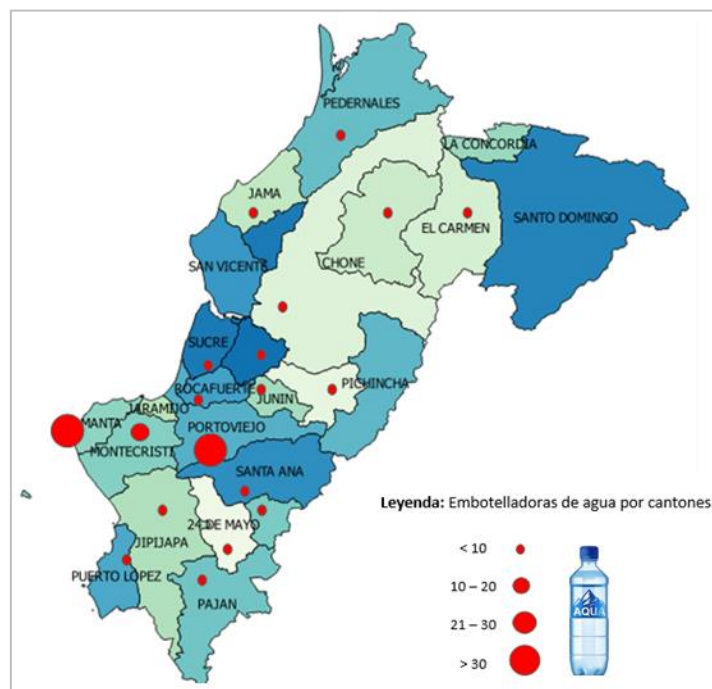 PEDERNALES
LA CONCORDIA
JAMA
SANTO DOMINGO
EL CARMEN
CHONE
SAN VICENTE
SUCRE
PICHINCHA
ROCAFUERTE
JUNIN
JARAMIJO
MANTA
PORTOVIEJO
MONTECRISTI
SANTA ANA
Leyenda: Embotelladoras de agua por cantones
24 DE MAYO
JIPIJAPA
< 10
PUERTO LOPEZ
10 – 20
PAJAN
AQUA
21 – 30
> 30